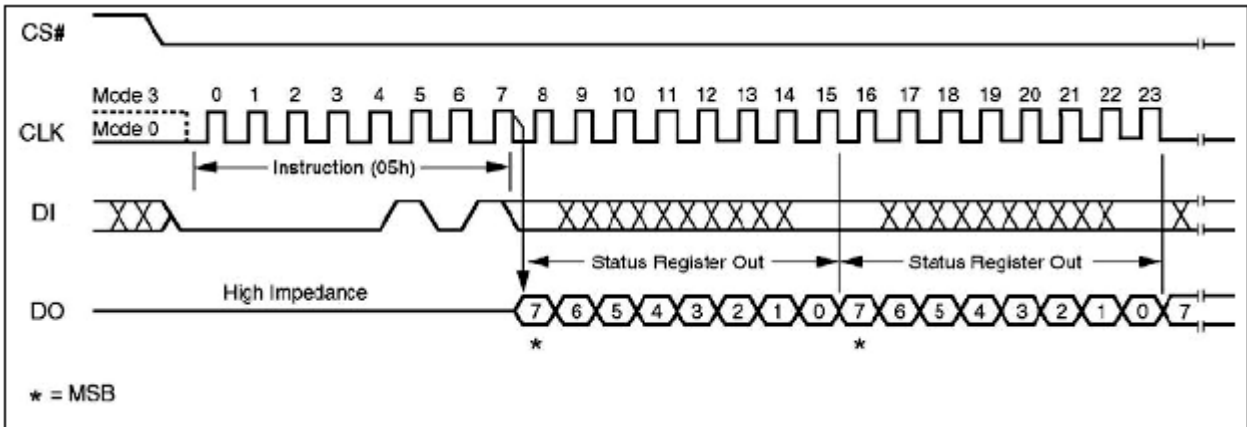 CS#
Mode 3
0 1 2 3 4 5 6 7 8 9 10 11 12 13 14 15 16 17 18 19 20 21 22 23
CLK
Mode 0
Instruction (05h)
DI
Status Register Out
Status Register Out
High Impedance
DO
7 6 5 4 3 2 1 0 7 6 5 4 3 2 1 0 7
* *
* = MSB